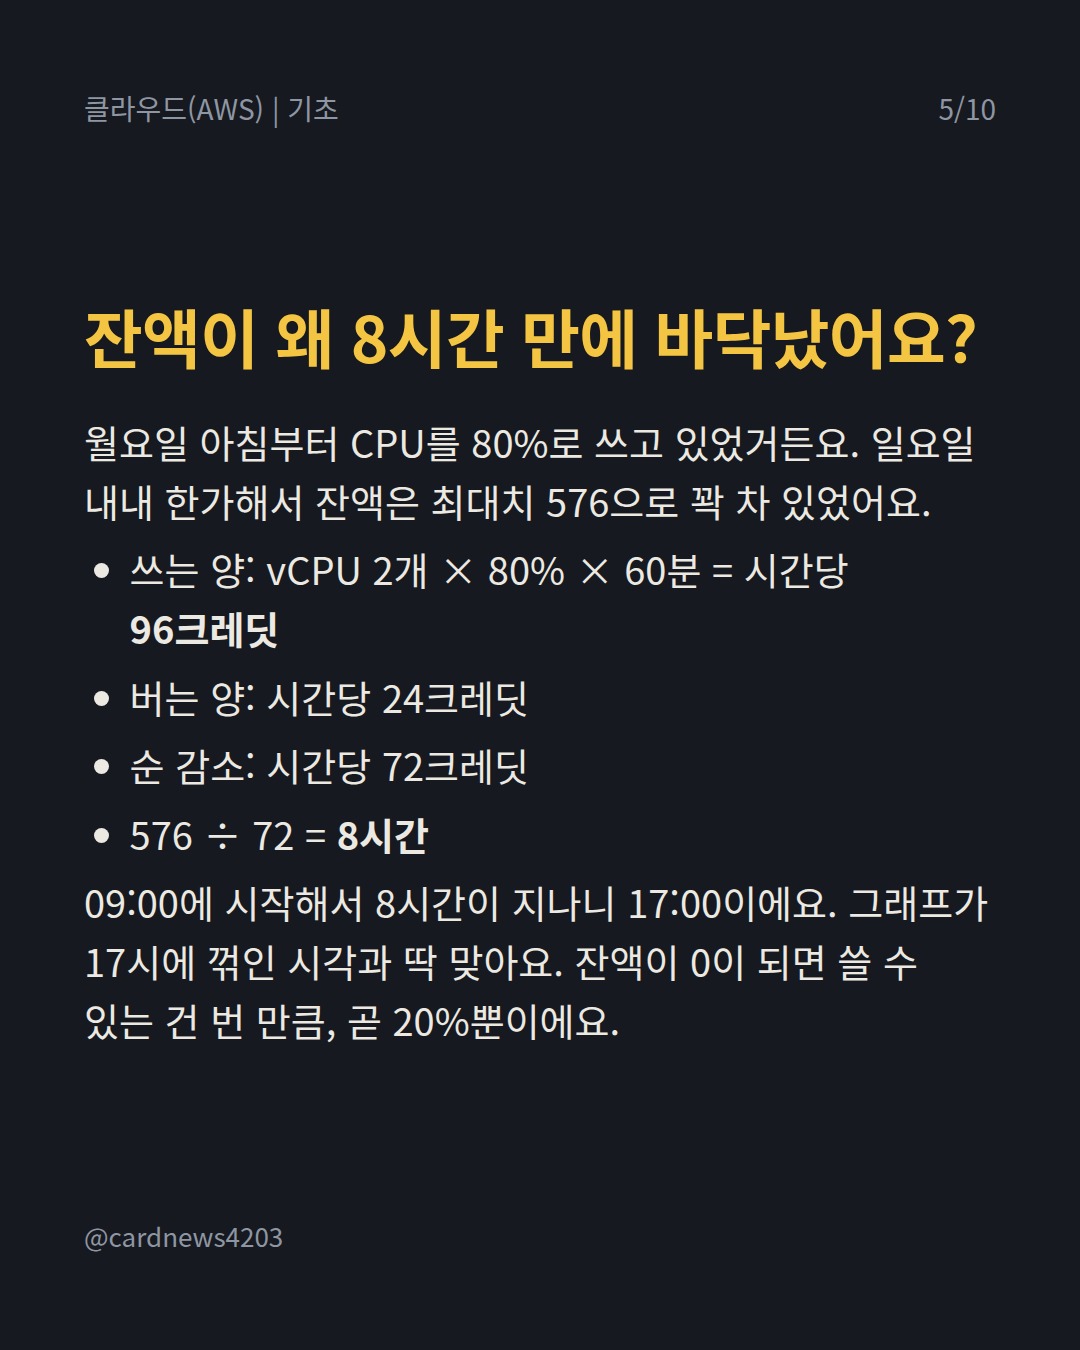 클라우드(AWS) | 기초
5/10
잔액이 왜 8시간 만에 바닥났어요?
월요일 아침부터 CPU를 80%로 쓰고 있었거든요. 일요일
내내 한가해서 잔액은 최대치 576으로 꽉 차 있었어요.
● 쓰는 양: vCPU 2개 × 80% × 60분 = 시간당
96크레딧
● 버는 양: 시간당 24크레딧
● 순 감소: 시간당 72크레딧
● 576 ÷ 72 = 8시간
09:00에 시작해서 8시간이 지나니 17:00이에요. 그래프가
17시에 꺾인 시각과 딱 맞아요. 잔액이 0이 되면 쓸 수
있는 건 번 만큼, 곧 20%뿐이에요.
@cardnews4203